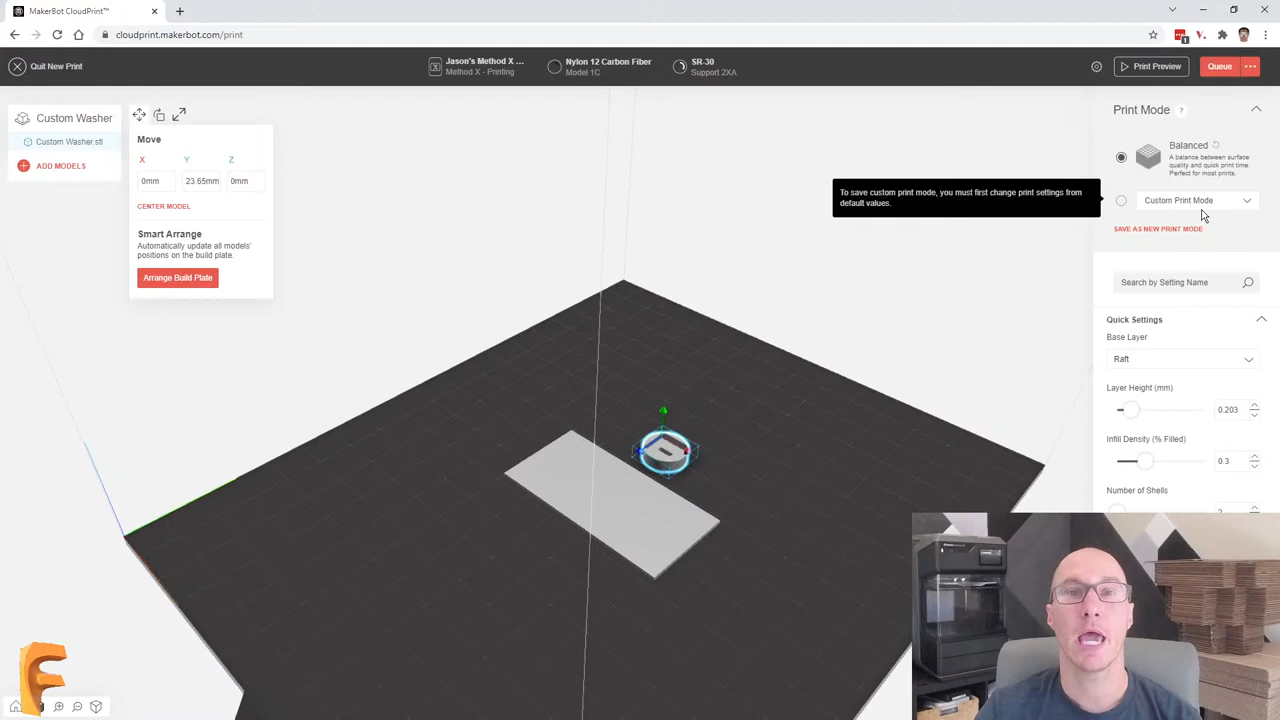 MakerBot CloudPrint™
cloudprint.makerbot.com/print
1
Quit New Print
Jason's Method X ...
Method X - Printing
Nylon 12 Carbon Fiber
Model 1C
SR-30
Support 2XA
Print Preview
Queue
Custom Washer
Custom Washer.stl
ADD MODELS
Move
X Y Z
0mm 23.65mm 0mm
CENTER MODEL
Smart Arrange
Automatically update all models'
positions on the build plate.
Arrange Build Plate
To save custom print mode, you must first change print settings from
default values.
Print Mode ?
Balanced
A balance between surface
quality and quick print time.
Perfect for most prints.
Custom Print Mode
SAVE AS NEW PRINT MODE
Search by Setting Name
Quick Settings
Base Layer
Raft
Layer Height (mm)
0.203
Infill Density (% Filled)
0.3
Number of Shells